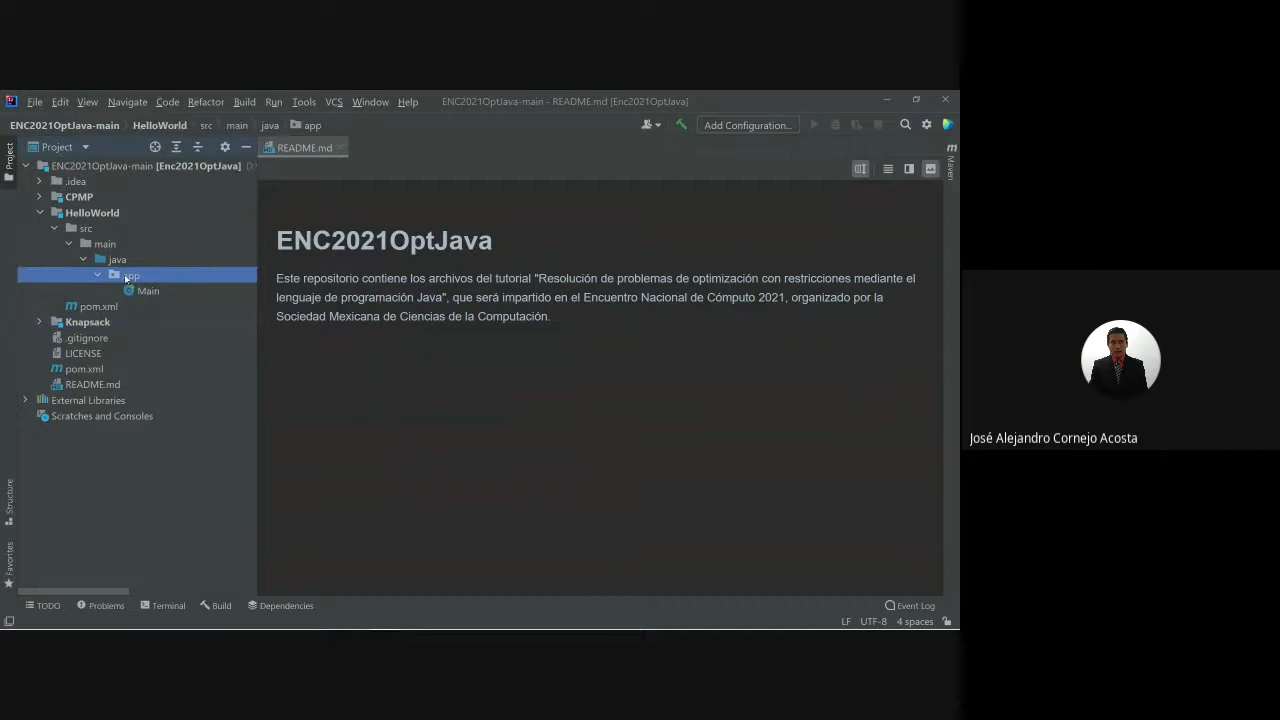 File Edit View Navigate Code Refactor Build Run Tools VCS Window Help ENC2021OptJava-main - README.md [Enc2021OptJava]
ENC2021OptJava-main HelloWorld src main java app Add Configuration...
Project
Project
README.md
ENC2021OptJava-main [Enc2021OptJava]
.idea
CPMP
HelloWorld
src
main
java
app
Main
pom.xml
Knapsack
.gitignore
LICENSE
pom.xml
README.md
External Libraries
Scratches and Consoles
ENC2021OptJava
Este repositorio contiene los archivos del tutorial "Resolución de problemas de optimización con restricciones mediante el
lenguaje de programación Java", que será impartido en el Encuentro Nacional de Cómputo 2021, organizado por la
Sociedad Mexicana de Ciencias de la Computación.
Maven
Structure
Favorites
TODO Problems Terminal Build Dependencies Event Log
LF UTF-8 4 spaces
José Alejandro Cornejo Acosta